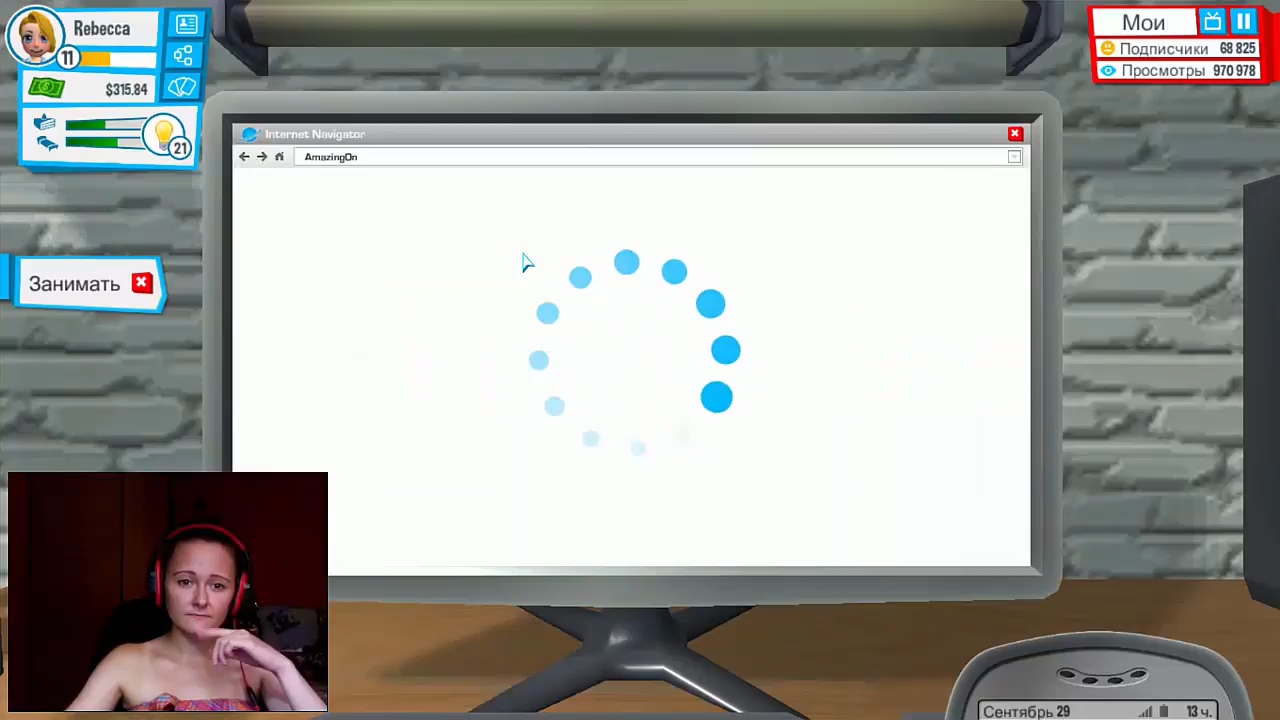 Rebecca
11
$315.84
21
Мои
Подписчики 68 825
Просмотры 970 978
Internet Navigator
AmazingOn
Занимать
Сентябрь 29
13 ч.